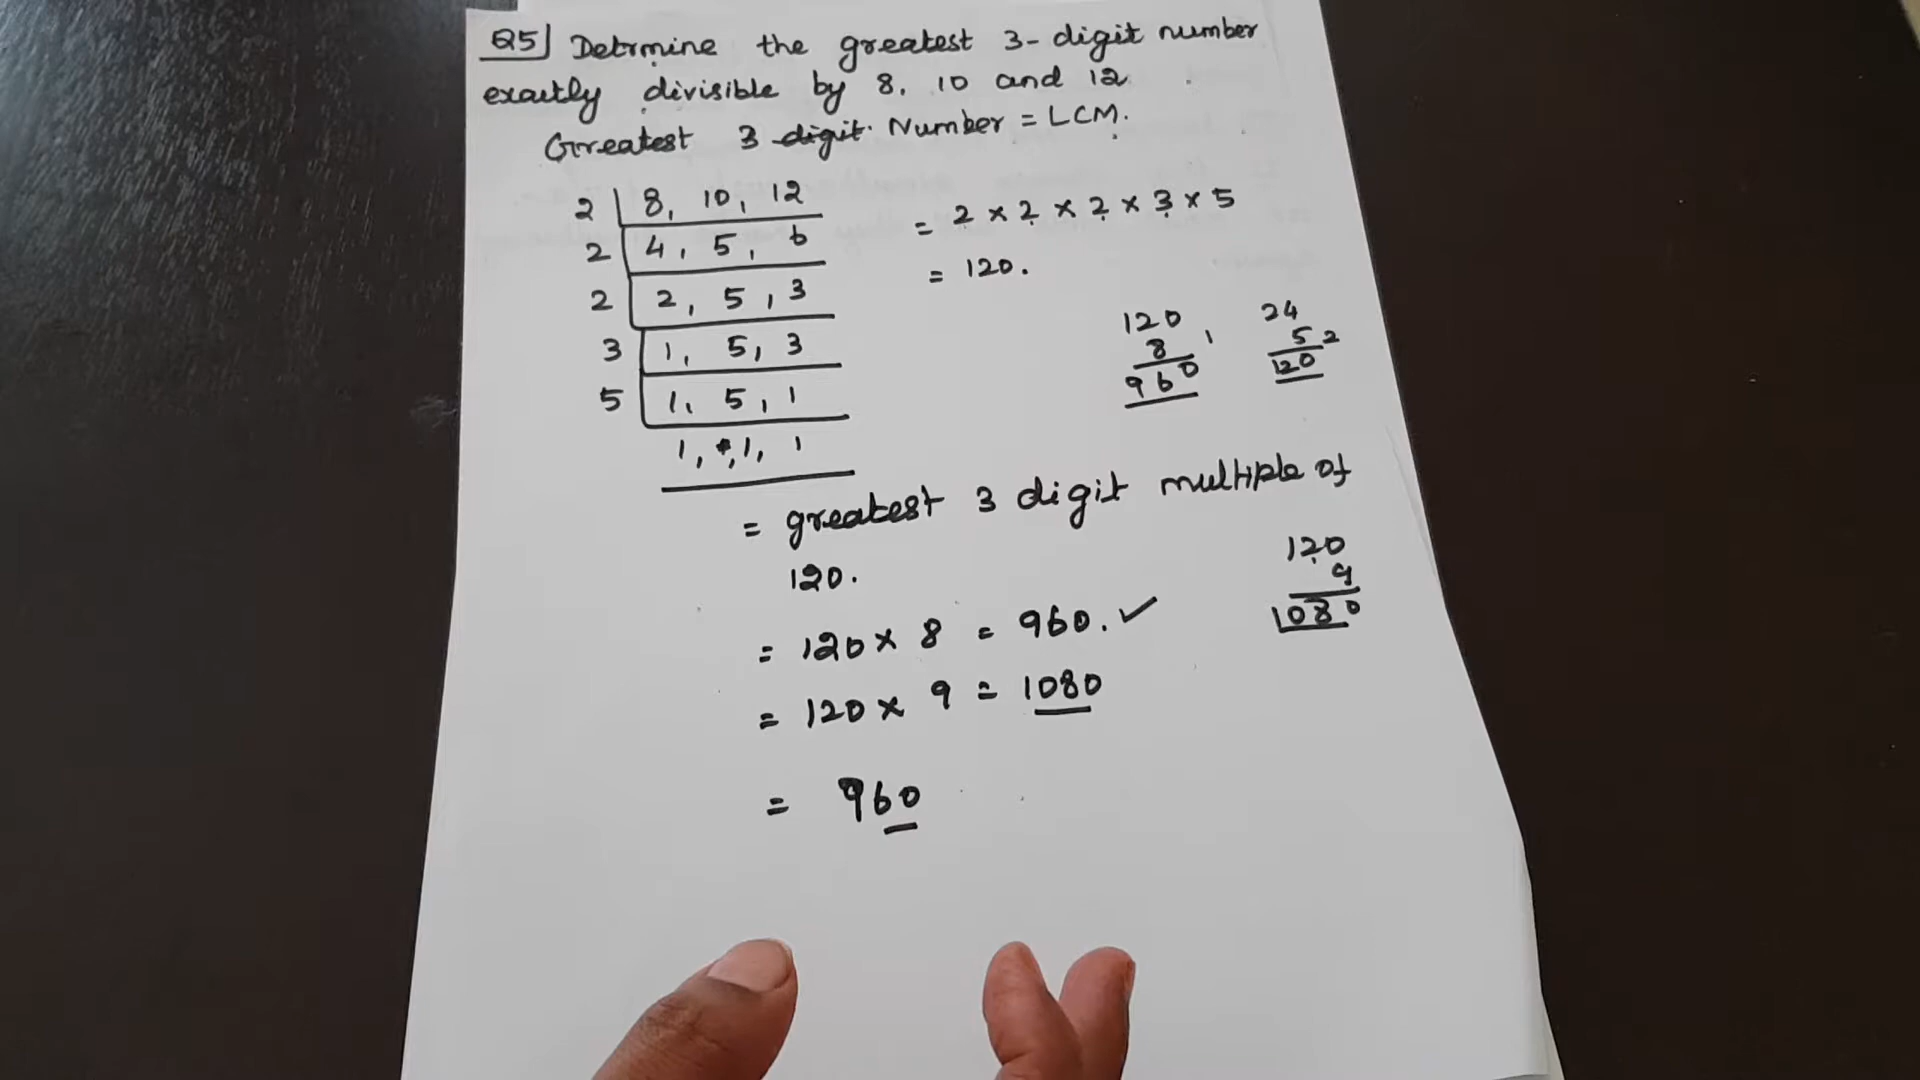 Q5] Detrmine the greatest 3-digit number
exactly divisible by 8, 10 and 12
Greatest 3 digit. Number = LCM.
2 | 8, 10, 12
2 | 4, 5, 6
2 | 2, 5, 3
3 | 1, 5, 3
5 | 1, 5, 1
1, 1, 1
= 2 × 2 × 2 × 3 × 5
= 120.
120
8 1
960
24
5 2
120
= greatest 3 digit multiple of
120.
= 120 × 8 = 960. ✓
= 120 × 9 = 1080
120
9
1080
= 960